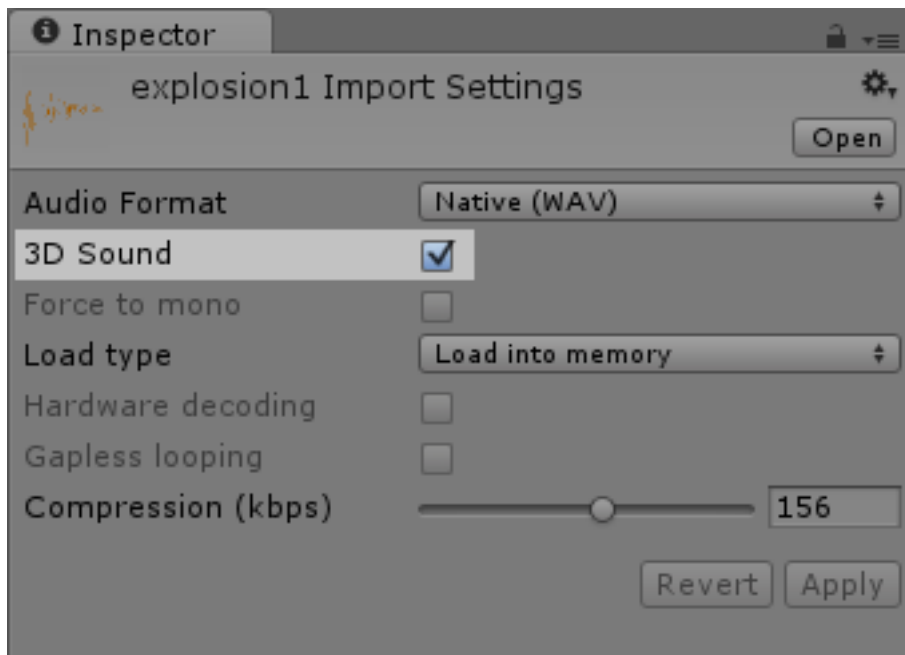 Inspector
explosion1 Import Settings
Open
Audio Format Native (WAV)
3D Sound
Force to mono
Load type Load into memory
Hardware decoding
Gapless looping
Compression (kbps) 156
Revert Apply